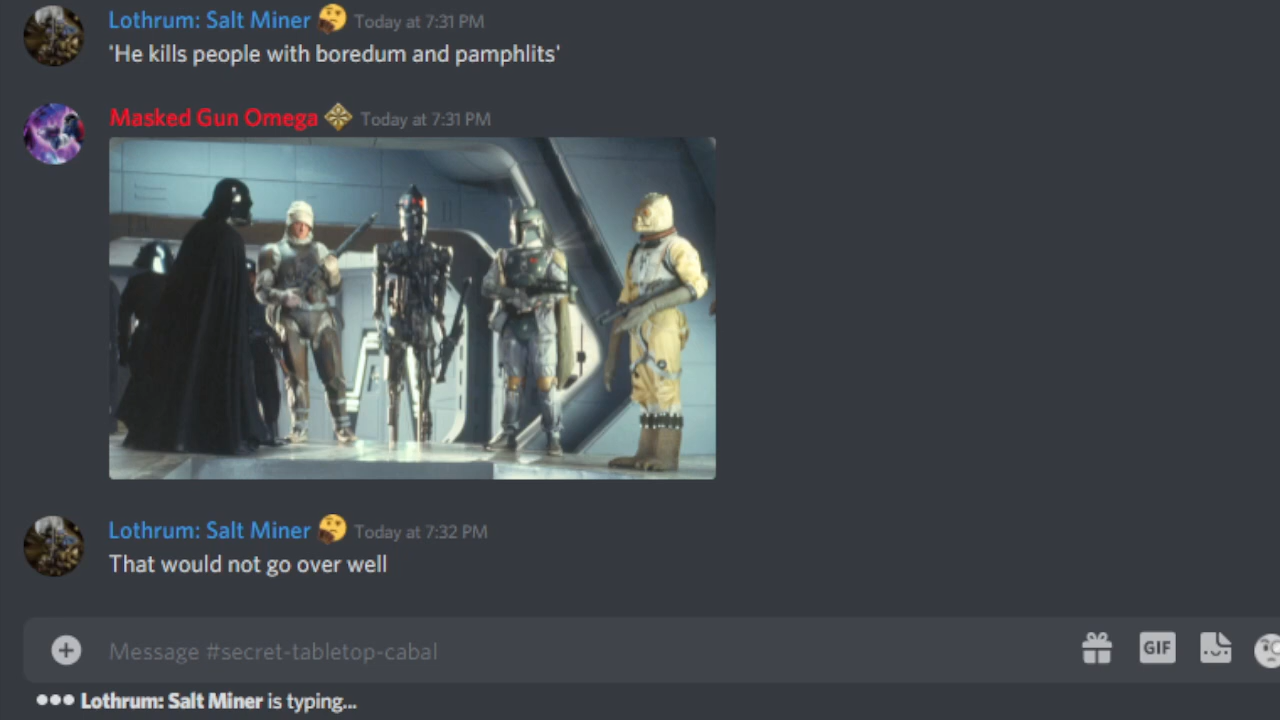 Lothrum: Salt Miner Today at 7:31 PM
'He kills people with boredum and pamphlits'
Masked Gun Omega Today at 7:31 PM
Lothrum: Salt Miner Today at 7:32 PM
That would not go over well
Message #secret-tabletop-cabal
GIF
Lothrum: Salt Miner is typing...